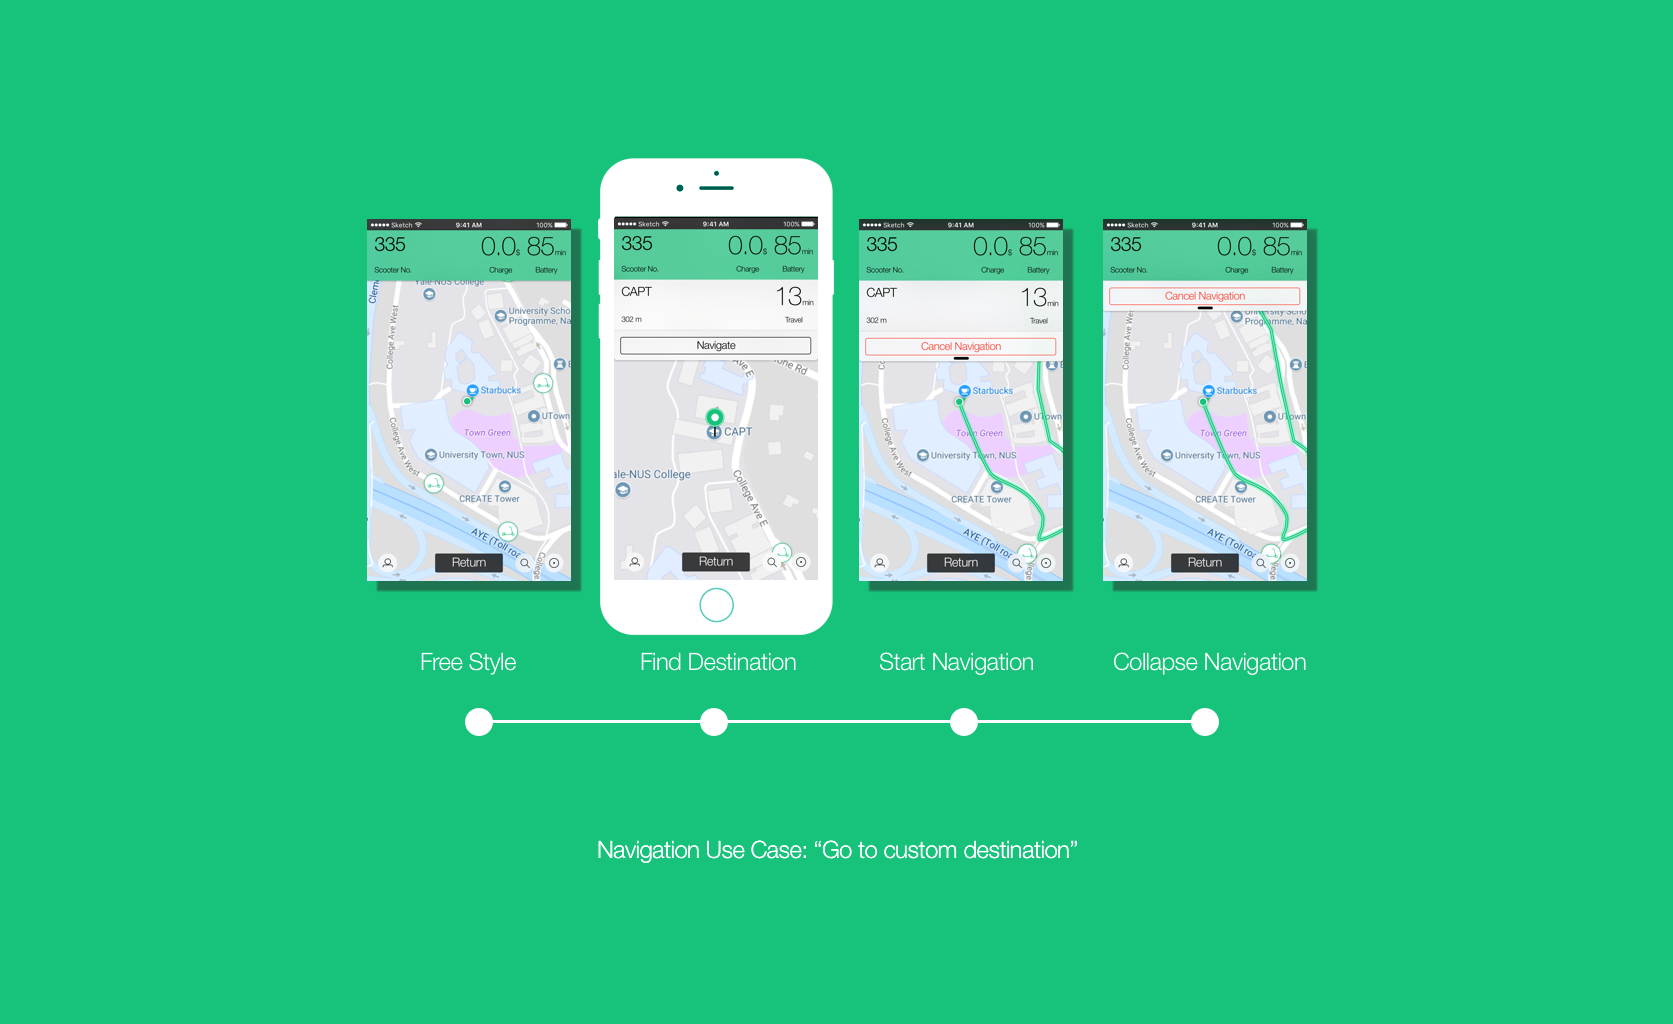 Sketch 9:41 AM 100%
335 0.0$ 85min
Scooter No. Charge Battery
Yale-NUS College
College Ave West
University Scho
Programme, Na
Starbucks
UTown
Town Green
University Town, NUS
College Ave West
CREATE Tower
AYE (Toll roa
College
Return
Sketch 9:41 AM 100%
335 0.0$ 85min
Scooter No. Charge Battery
CAPT 13min
302 m Travel
Navigate
Ave E
one Rd
CAPT
ale-NUS College
College Ave E
Return
Sketch 9:41 AM 100%
335 0.0$ 85min
Scooter No. Charge Battery
CAPT 13min
302 m Travel
Cancel Navigation
Starbucks
UTown
Town Green
University Town, NUS
College Ave West
CREATE Tower
AYE (Toll roa
College
Return
Sketch 9:41 AM 100%
335 0.0$ 85min
Scooter No. Charge Battery
Cancel Navigation
University Scho
Programme, Na
College Ave West
Starbucks
UTown
Town Green
University Town, NUS
College Ave West
CREATE Tower
AYE (Toll roa
College
Return
Free Style
Find Destination
Start Navigation
Collapse Navigation
Navigation Use Case: “Go to custom destination”